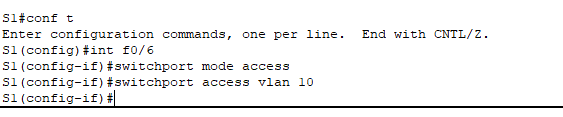 S1#conf t
Enter configuration commands, one per line.  End with CNTL/Z.
S1(config)#int f0/6
S1(config-if)#switchport mode access
S1(config-if)#switchport access vlan 10
S1(config-if)#